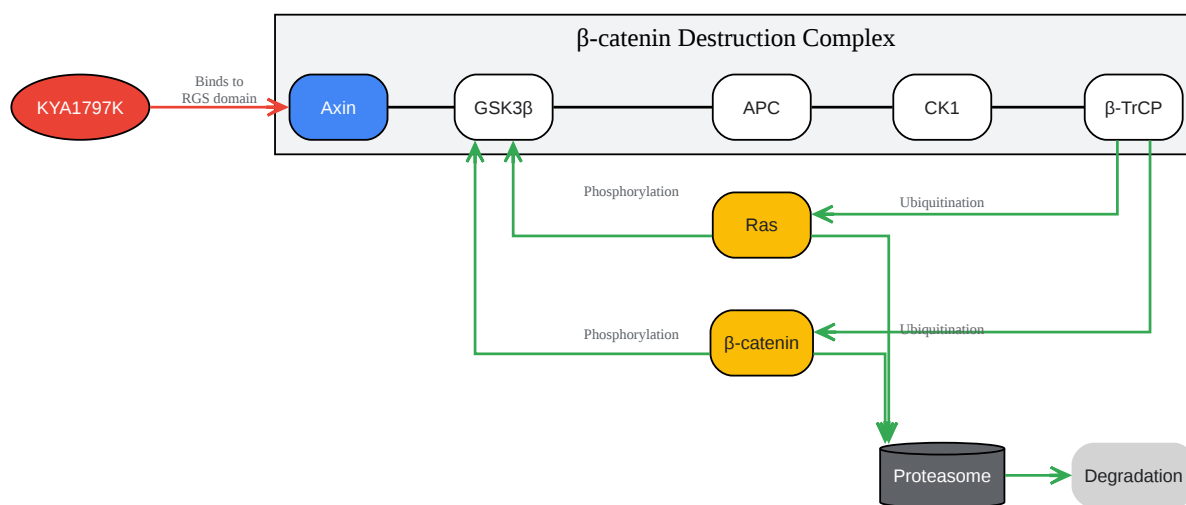 β-catenin Destruction Complex
KYA1797K
Binds to
RGS domain
Axin
GSK3β
APC
CK1
β-TrCP
Phosphorylation
Ras
Ubiquitination
Phosphorylation
β-catenin
Ubiquitination
Proteasome
Degradation